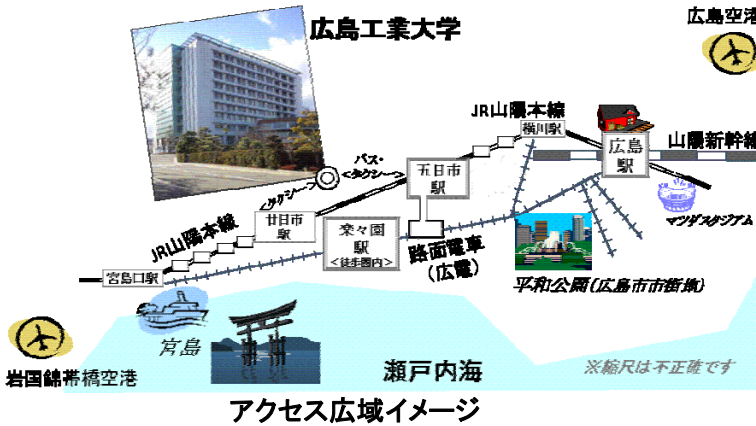 広島工業大学
広島空港
JR山陽本線
横川駅
広島
駅
山陽新幹線
バス・
<タクシー>
五日市
駅
<タクシー>
マツダスタジアム
廿日市
駅
楽々園
駅
<徒歩圏内>
JR山陽本線
路面電車
(広電)
宮島口駅
平和公園(広島市市街地)
宮島
岩国錦帯橋空港
瀬戸内海
※縮尺は不正確です
アクセス広域イメージ